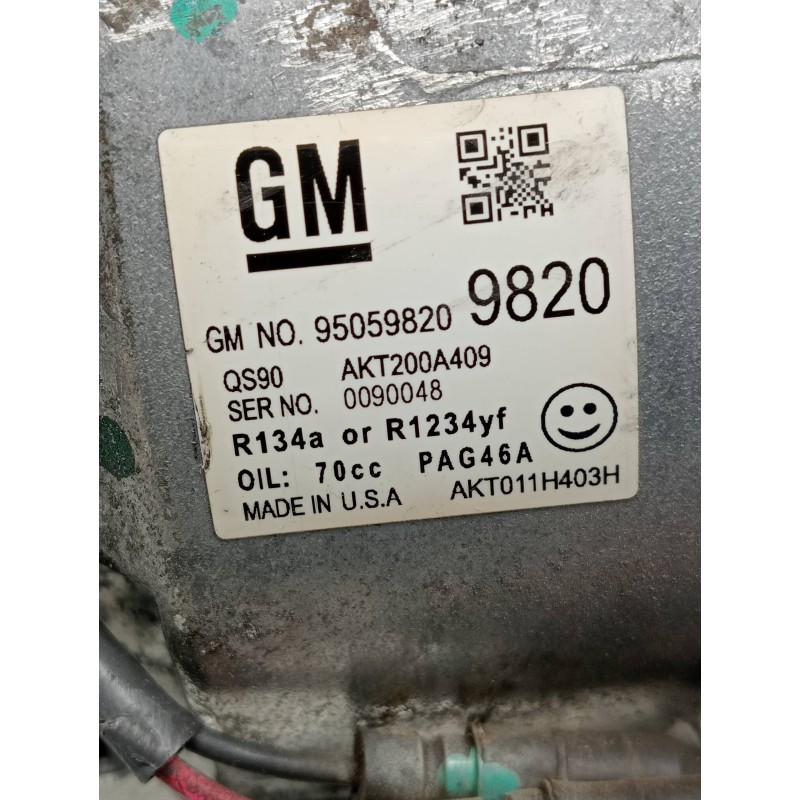 GM
GM NO. 95059820 9820
QS90 AKT200A409
SER NO. 0090048
R134a or R1234yf
OIL: 70cc PAG46A
MADE IN U.S.A AKT011H403H